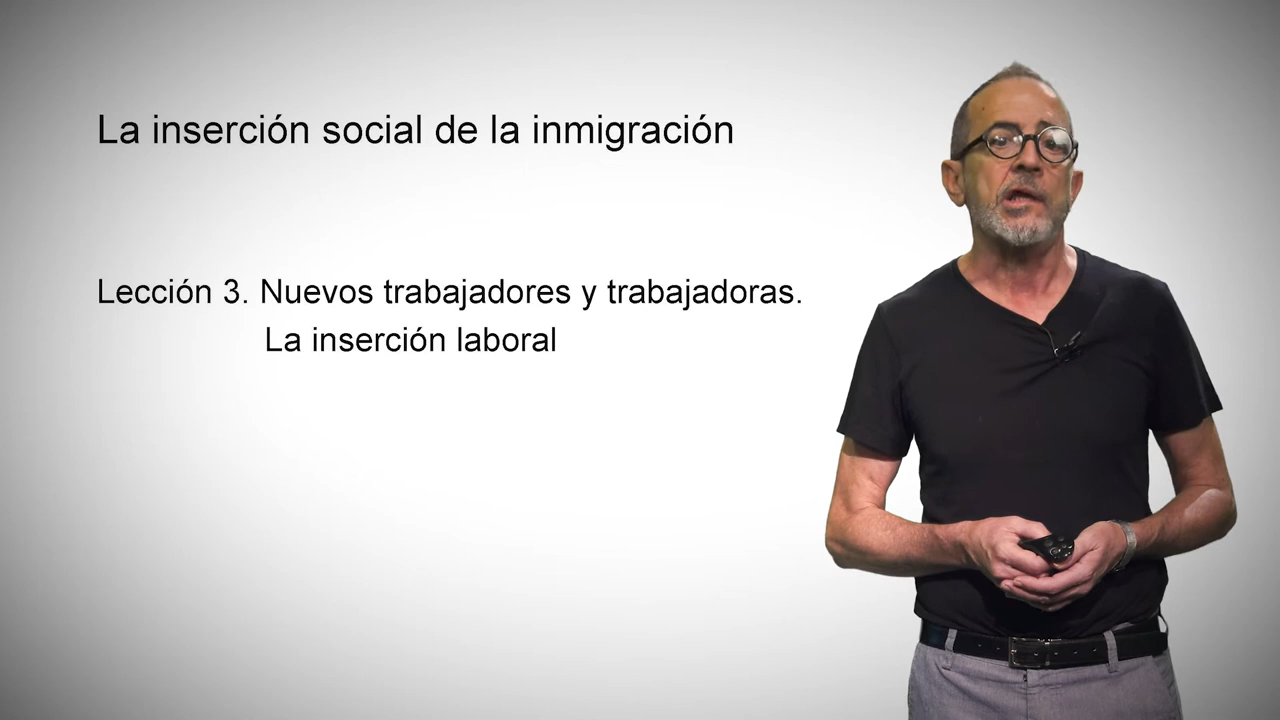 La inserción social de la inmigración
Lección 3. Nuevos trabajadores y trabajadoras.
La inserción laboral